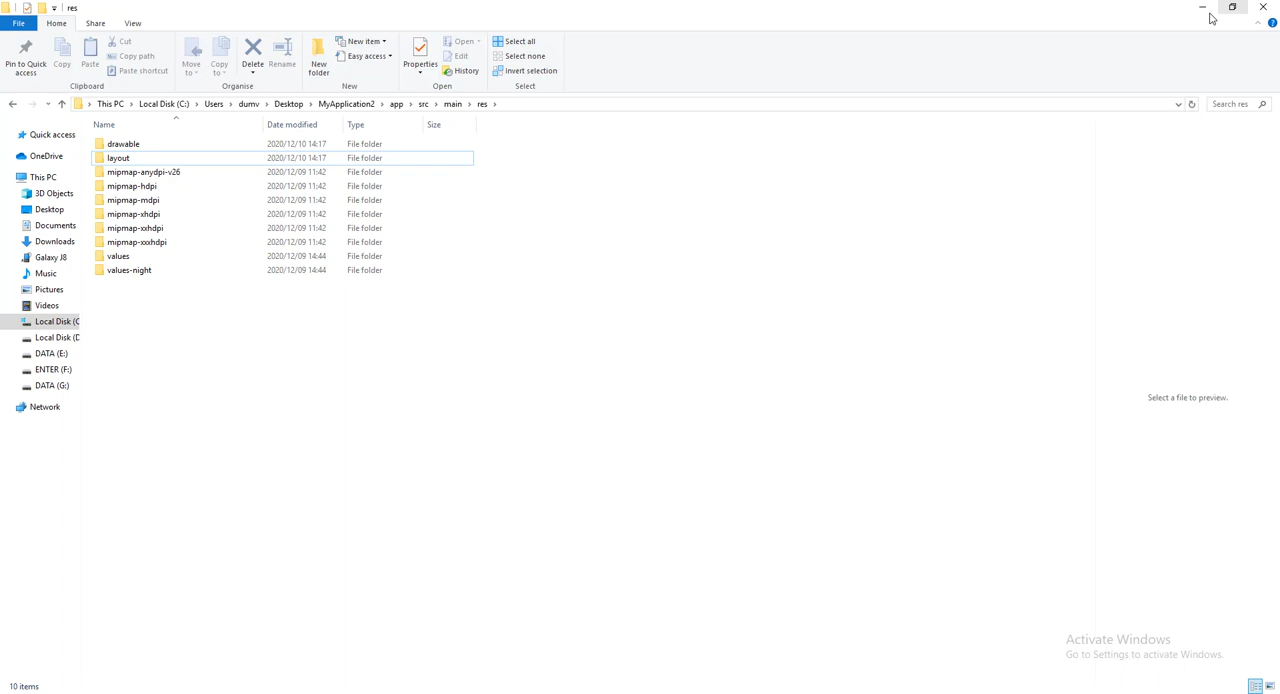 res
File Home Share View
Pin to Quick access
Copy
Paste
Cut
Copy path
Paste shortcut
Move to
Copy to
Delete
Rename
New folder
New item
Easy access
Properties
Open
Edit
History
Select all
Select none
Invert selection
Clipboard Organise New Open Select
This PC › Local Disk (C:) › Users › dumv › Desktop › MyApplication2 › app › src › main › res ›
Search res
Name Date modified Type Size
Quick access
OneDrive
This PC
3D Objects
Desktop
Documents
Downloads
Galaxy J8
Music
Pictures
Videos
Local Disk (C
Local Disk (D
DATA (E:)
ENTER (F:)
DATA (G:)
Network
drawable 2020/12/10 14:17 File folder
layout 2020/12/10 14:17 File folder
mipmap-anydpi-v26 2020/12/09 11:42 File folder
mipmap-hdpi 2020/12/09 11:42 File folder
mipmap-mdpi 2020/12/09 11:42 File folder
mipmap-xhdpi 2020/12/09 11:42 File folder
mipmap-xxhdpi 2020/12/09 11:42 File folder
mipmap-xxxhdpi 2020/12/09 11:42 File folder
values 2020/12/09 14:44 File folder
values-night 2020/12/09 14:44 File folder
Select a file to preview.
Activate Windows
Go to Settings to activate Windows.
10 items